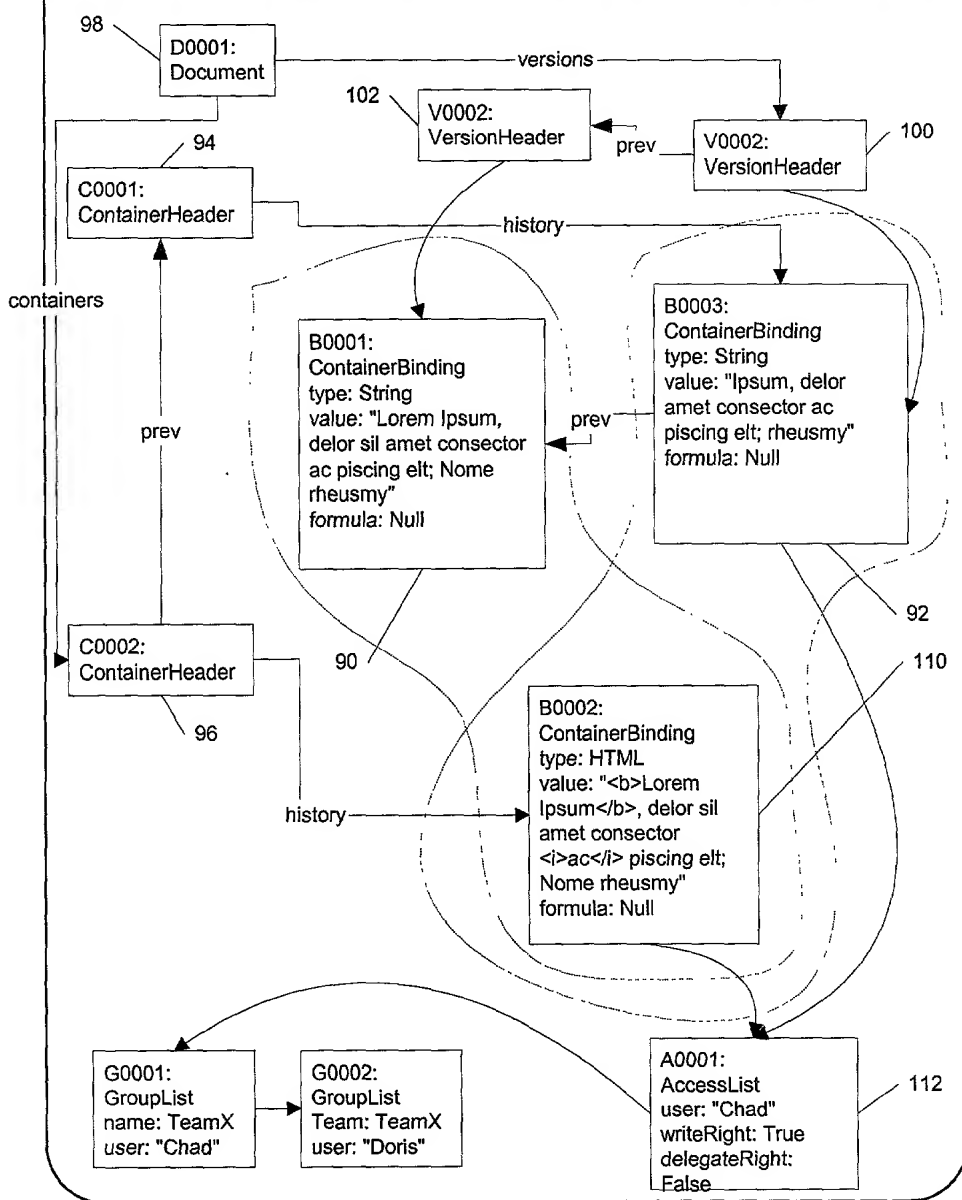 98
D0001:
Document
versions
102
V0002:
VersionHeader
prev
V0002:
VersionHeader
100
94
C0001:
ContainerHeader
history
containers
B0001:
ContainerBinding
type: String
value: "Lorem Ipsum,
delor sil amet consector
ac piscing elt; Nome
rheusmy"
formula: Null
prev
B0003:
ContainerBinding
type: String
value: "Ipsum, delor
amet consector ac
piscing elt; rheusmy"
formula: Null
prev
92
90
110
C0002:
ContainerHeader
96
history
B0002:
ContainerBinding
type: HTML
value: "<b>Lorem
Ipsum</b>, delor sil
amet consector
<i>ac</i> piscing elt;
Nome rheusmy"
formula: Null
G0001:
GroupList
name: TeamX
user: "Chad"
G0002:
GroupList
Team: TeamX
user: "Doris"
A0001:
AccessList
user: "Chad"
writeRight: True
delegateRight:
False
112